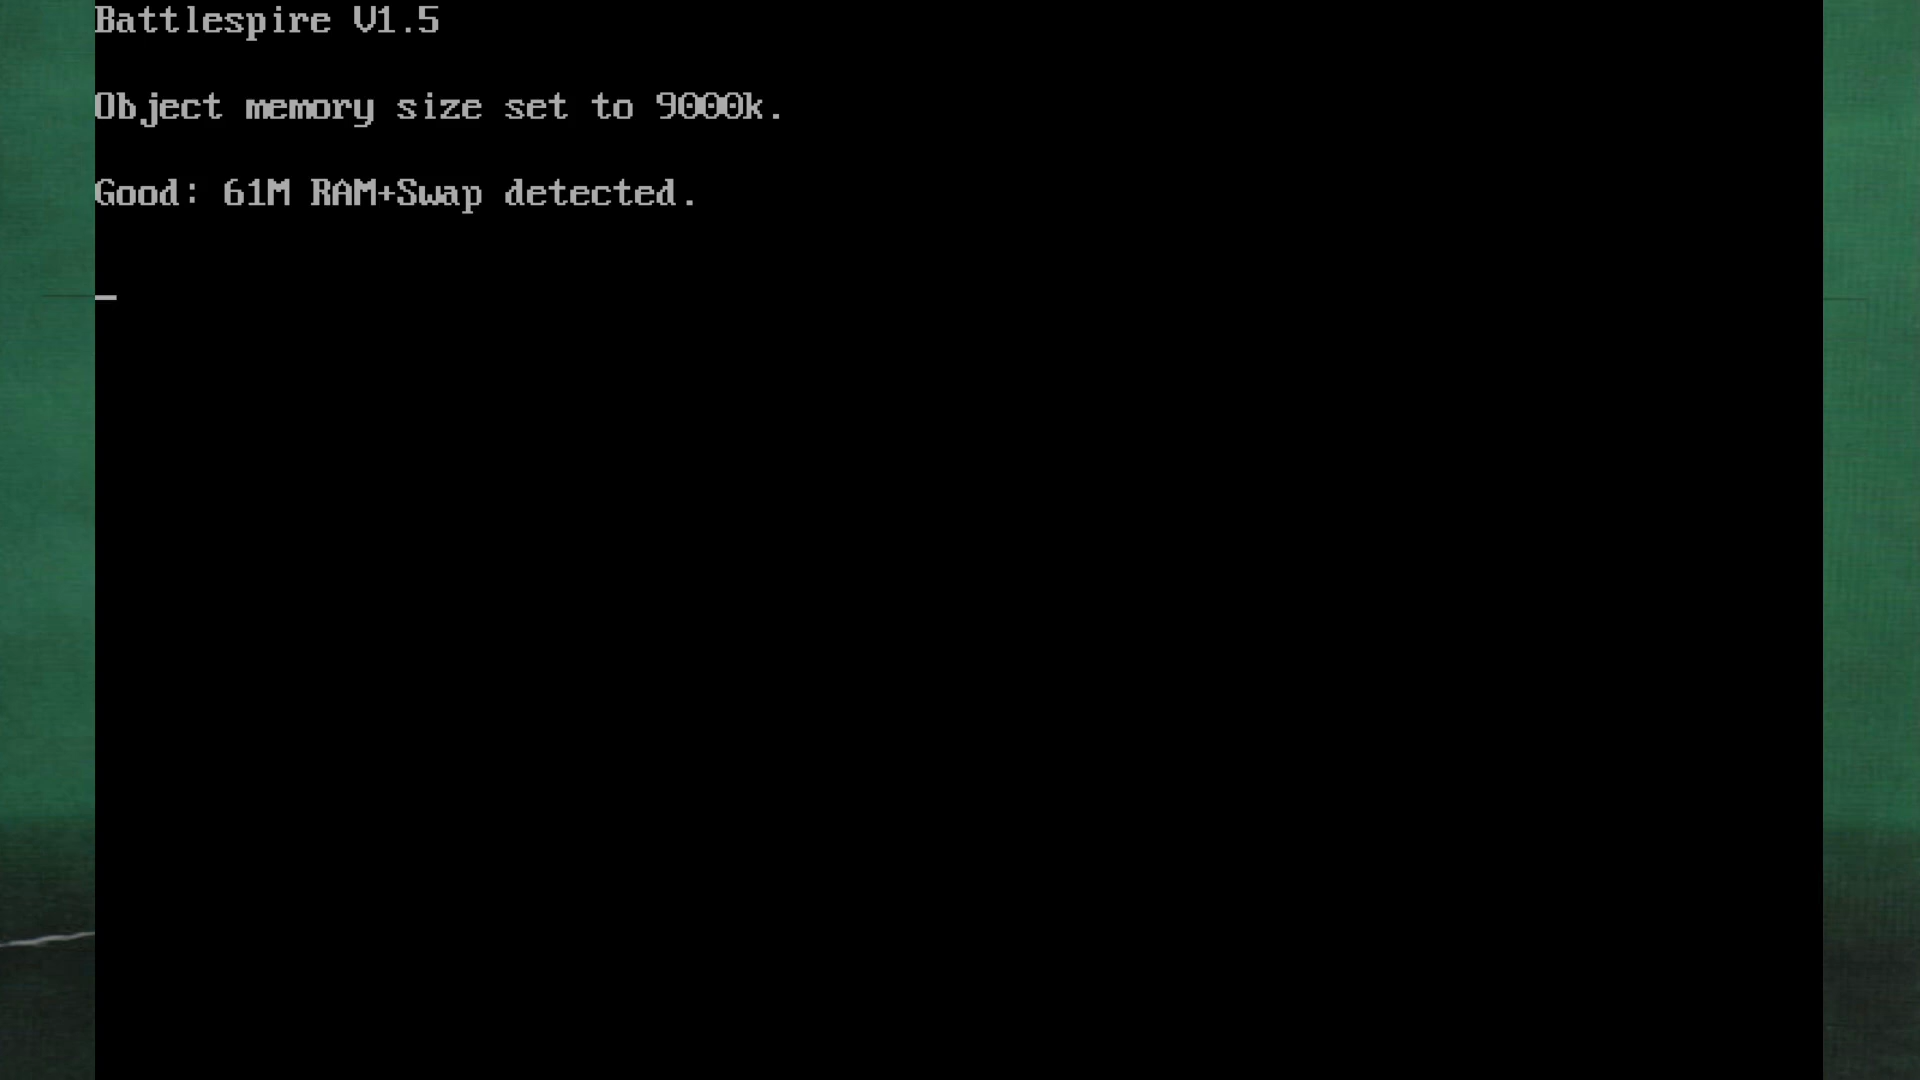 Battlespire V1.5
Object memory size set to 9000k.
Good: 61M RAM+Swap detected.